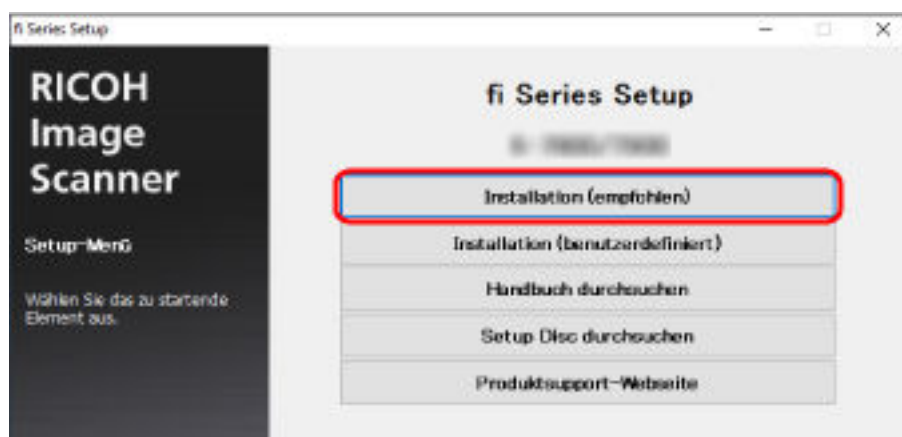 fi Series Setup
RICOH
Image
Scanner
Setup-Menü
Wählen Sie das zu startende
Element aus.
fi Series Setup
Installation (empfohlen)
Installation (benutzerdefiniert)
Handbuch durchsuchen
Setup Disc durchsuchen
Produktsupport-Webseite